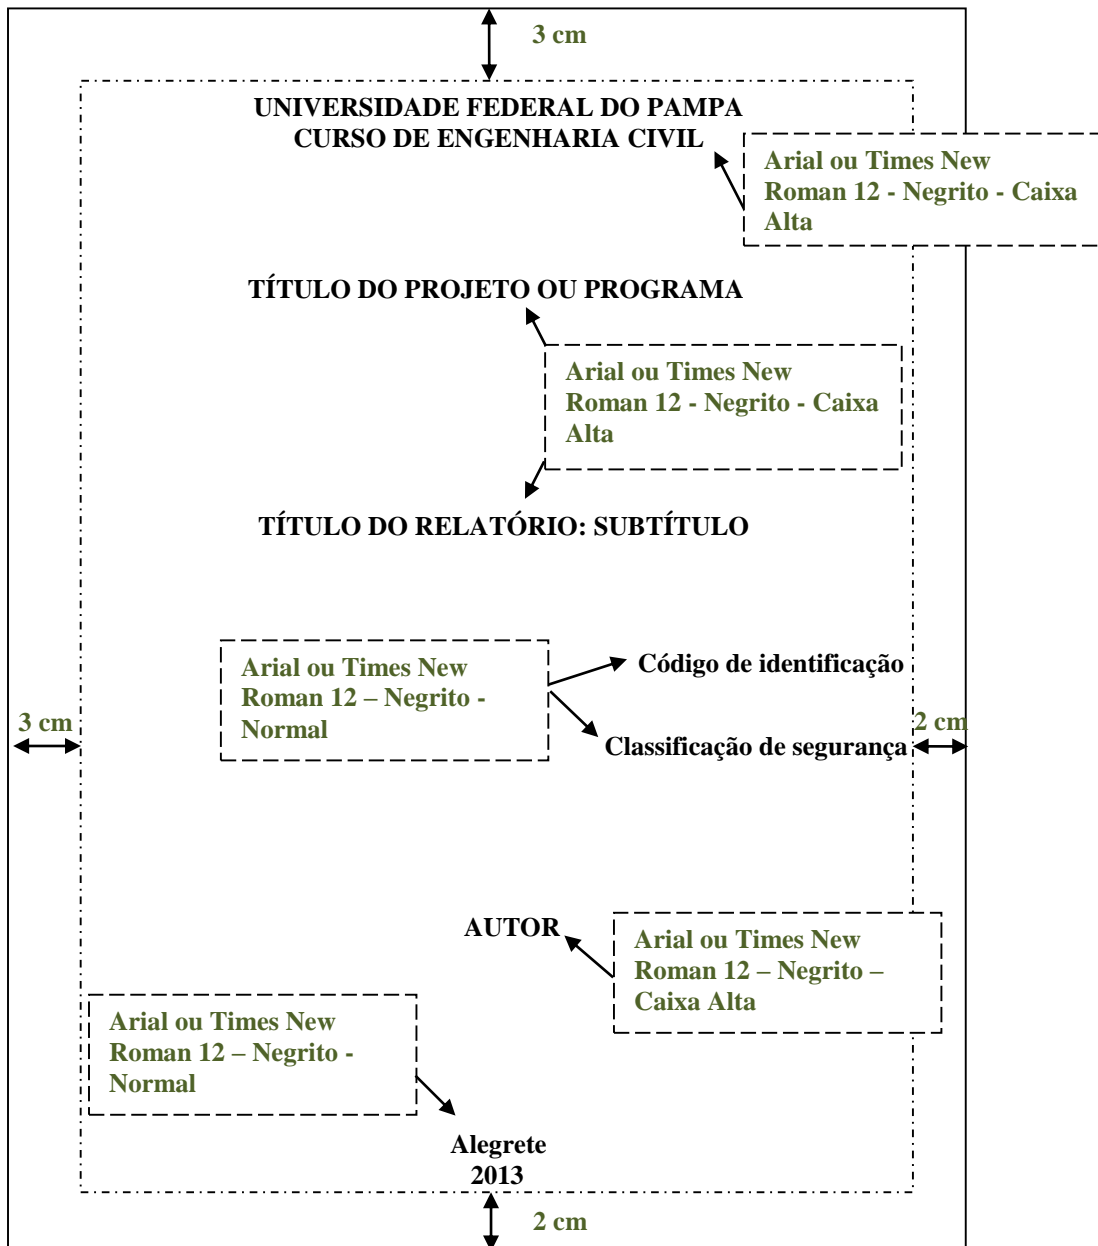 3 cm
UNIVERSIDADE FEDERAL DO PAMPA
CURSO DE ENGENHARIA CIVIL
Arial ou Times New
Roman 12 - Negrito - Caixa
Alta
TÍTULO DO PROJETO OU PROGRAMA
Arial ou Times New
Roman 12 - Negrito - Caixa
Alta
TÍTULO DO RELATÓRIO: SUBTÍTULO
Arial ou Times New
Roman 12 – Negrito -
Normal
Código de identificação
Classificação de segurança
3 cm
2 cm
AUTOR
Arial ou Times New
Roman 12 – Negrito –
Caixa Alta
Arial ou Times New
Roman 12 – Negrito -
Normal
Alegrete
2013
2 cm